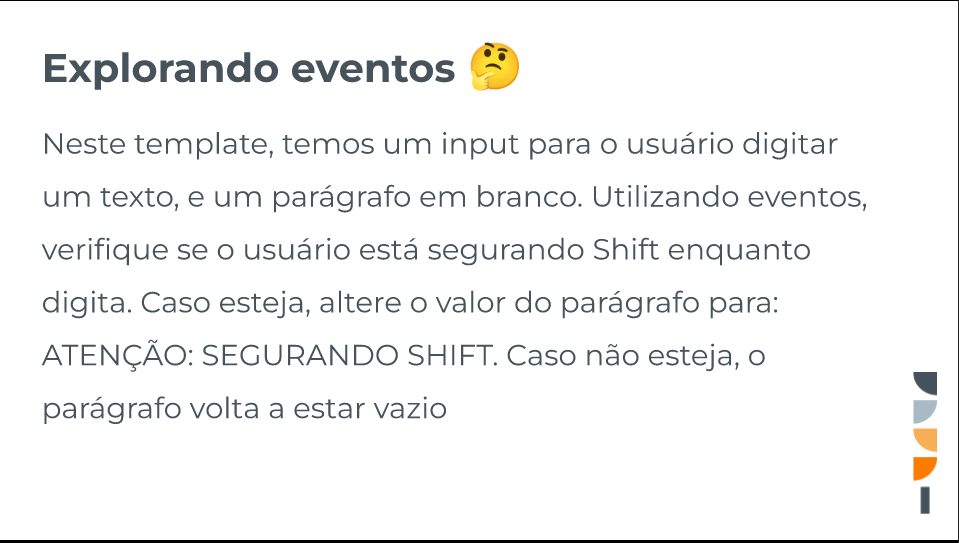 Explorando eventos 🤔
Neste template, temos um input para o usuário digitar
um texto, e um parágrafo em branco. Utilizando eventos,
verifique se o usuário está segurando Shift enquanto
digita. Caso esteja, altere o valor do parágrafo para:
ATENÇÃO: SEGURANDO SHIFT. Caso não esteja, o
parágrafo volta a estar vazio